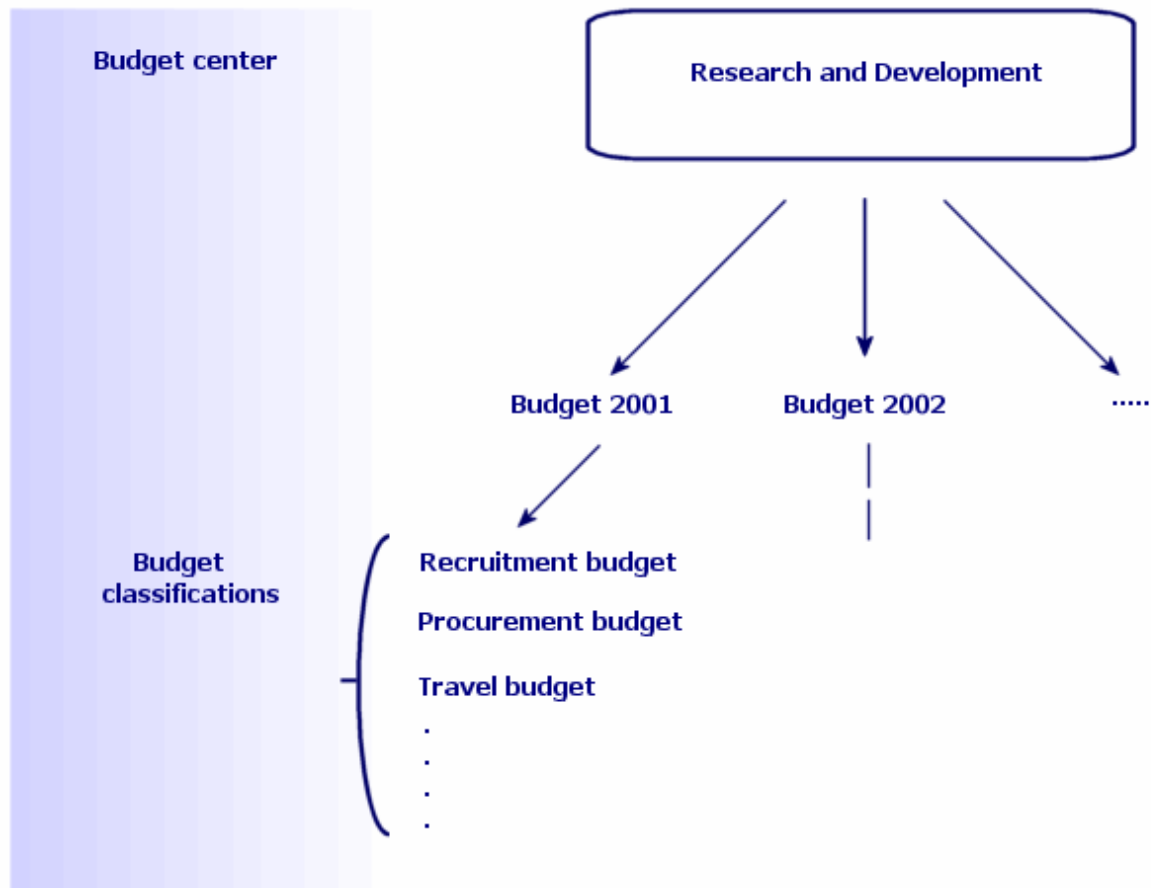 Budget center
Research and Development
Budget 2001
Budget 2002
.....
Budget
classifications
Recruitment budget
Procurement budget
Travel budget
.
.
.
.